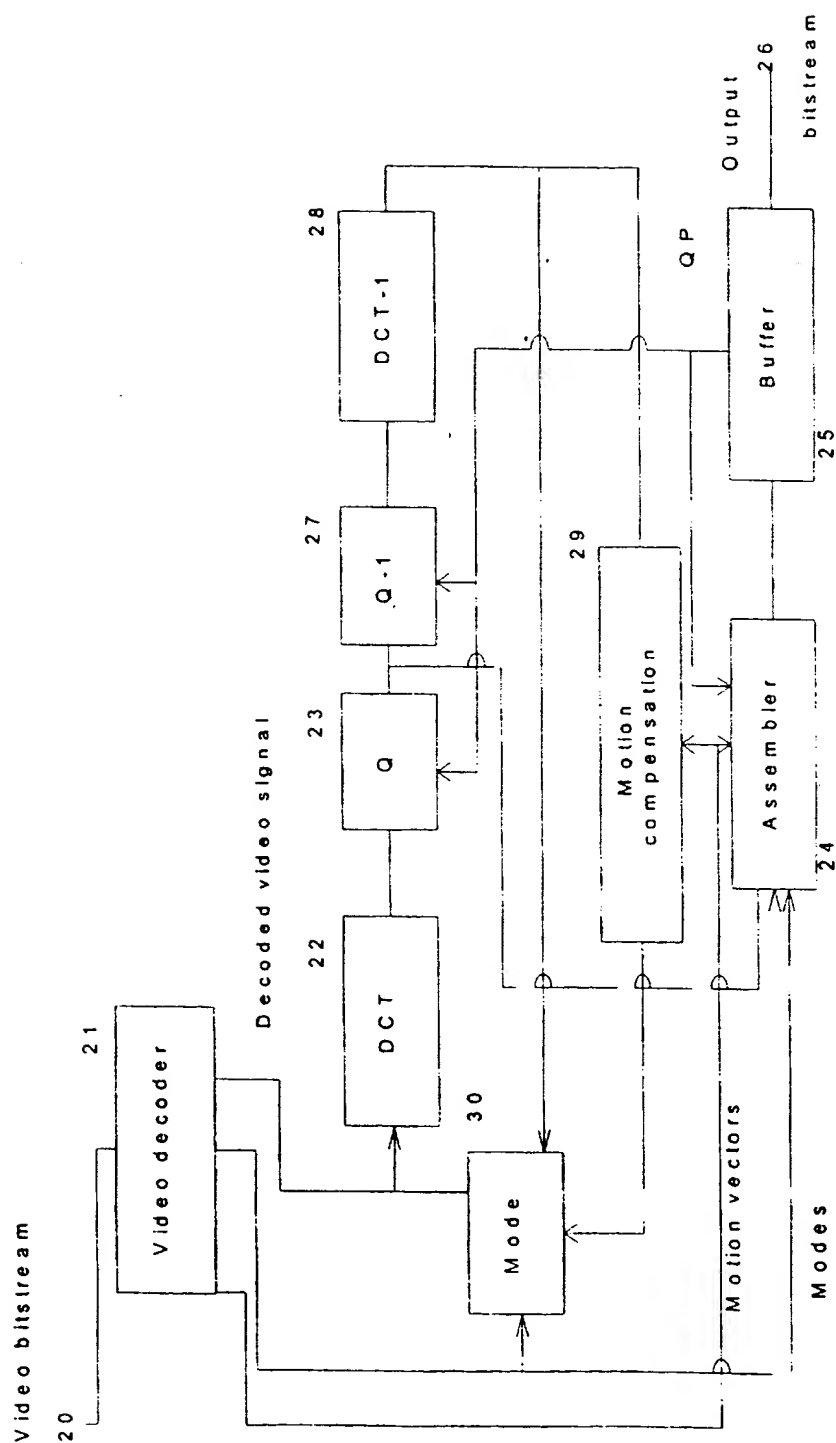 Video bitstream
20
Video decoder
21
Decoded video signal
DCT
22
Q
23
Q-1
27
DCT-1
28
Mode
30
Motion
compensation
29
QP
Motion vectors
Modes
Assembler
24
Buffer
25
Output
26
bitstream